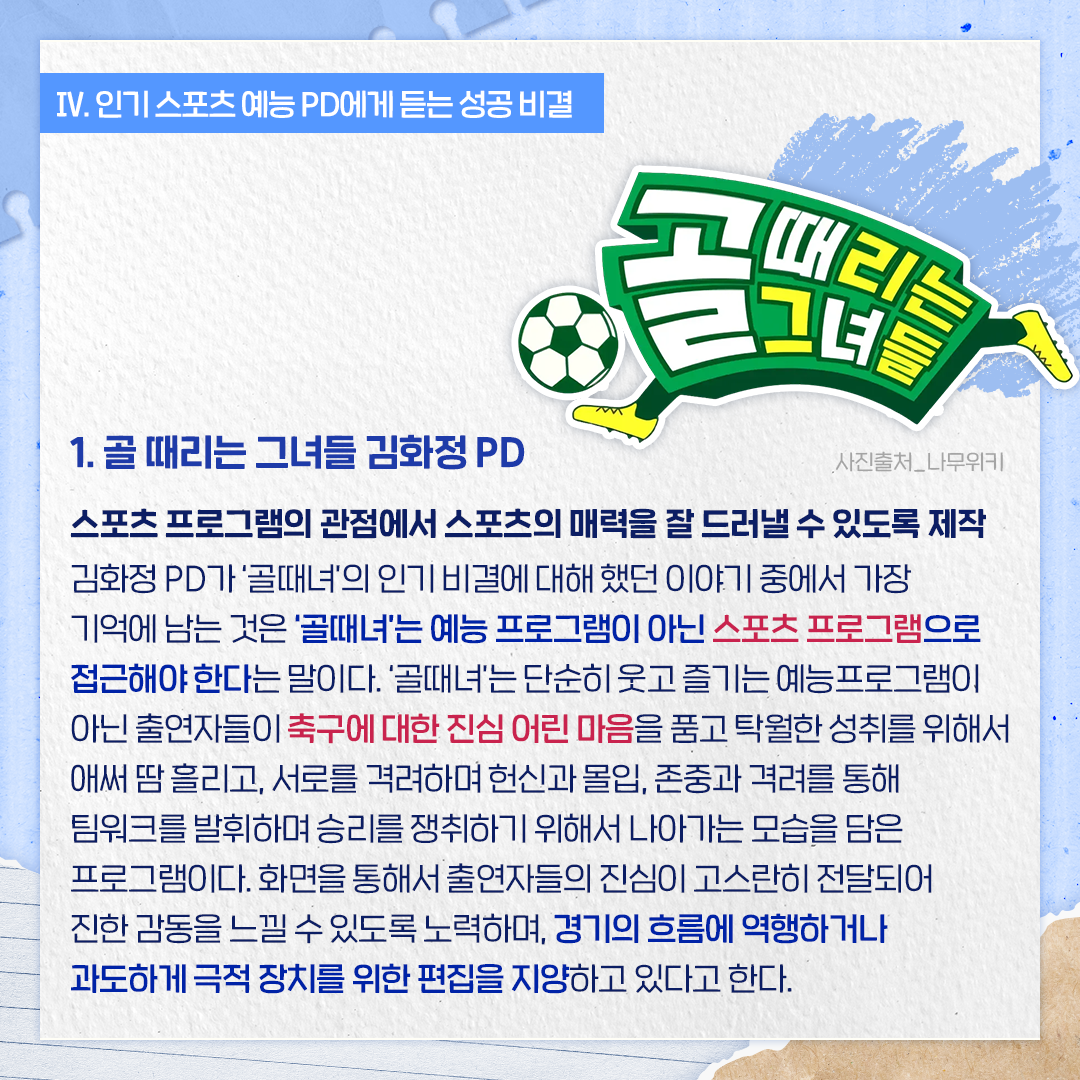 IV. 인기 스포츠 예능 PD에게 듣는 성공 비결
골 때리는
그녀들
1. 골 때리는 그녀들 김화정 PD
사진출처_나무위키
스포츠 프로그램의 관점에서 스포츠의 매력을 잘 드러낼 수 있도록 제작
김화정 PD가 ‘골때녀’의 인기 비결에 대해 했던 이야기 중에서 가장
기억에 남는 것은 ‘골때녀’는 예능 프로그램이 아닌 스포츠 프로그램으로
접근해야 한다는 말이다. ‘골때녀’는 단순히 웃고 즐기는 예능프로그램이
아닌 출연자들이 축구에 대한 진심 어린 마음을 품고 탁월한 성취를 위해서
애써 땀 흘리고, 서로를 격려하며 헌신과 몰입, 존중과 격려를 통해
팀워크를 발휘하며 승리를 쟁취하기 위해서 나아가는 모습을 담은
프로그램이다. 화면을 통해서 출연자들의 진심이 고스란히 전달되어
진한 감동을 느낄 수 있도록 노력하며, 경기의 흐름에 역행하거나
과도하게 극적 장치를 위한 편집을 지양하고 있다고 한다.